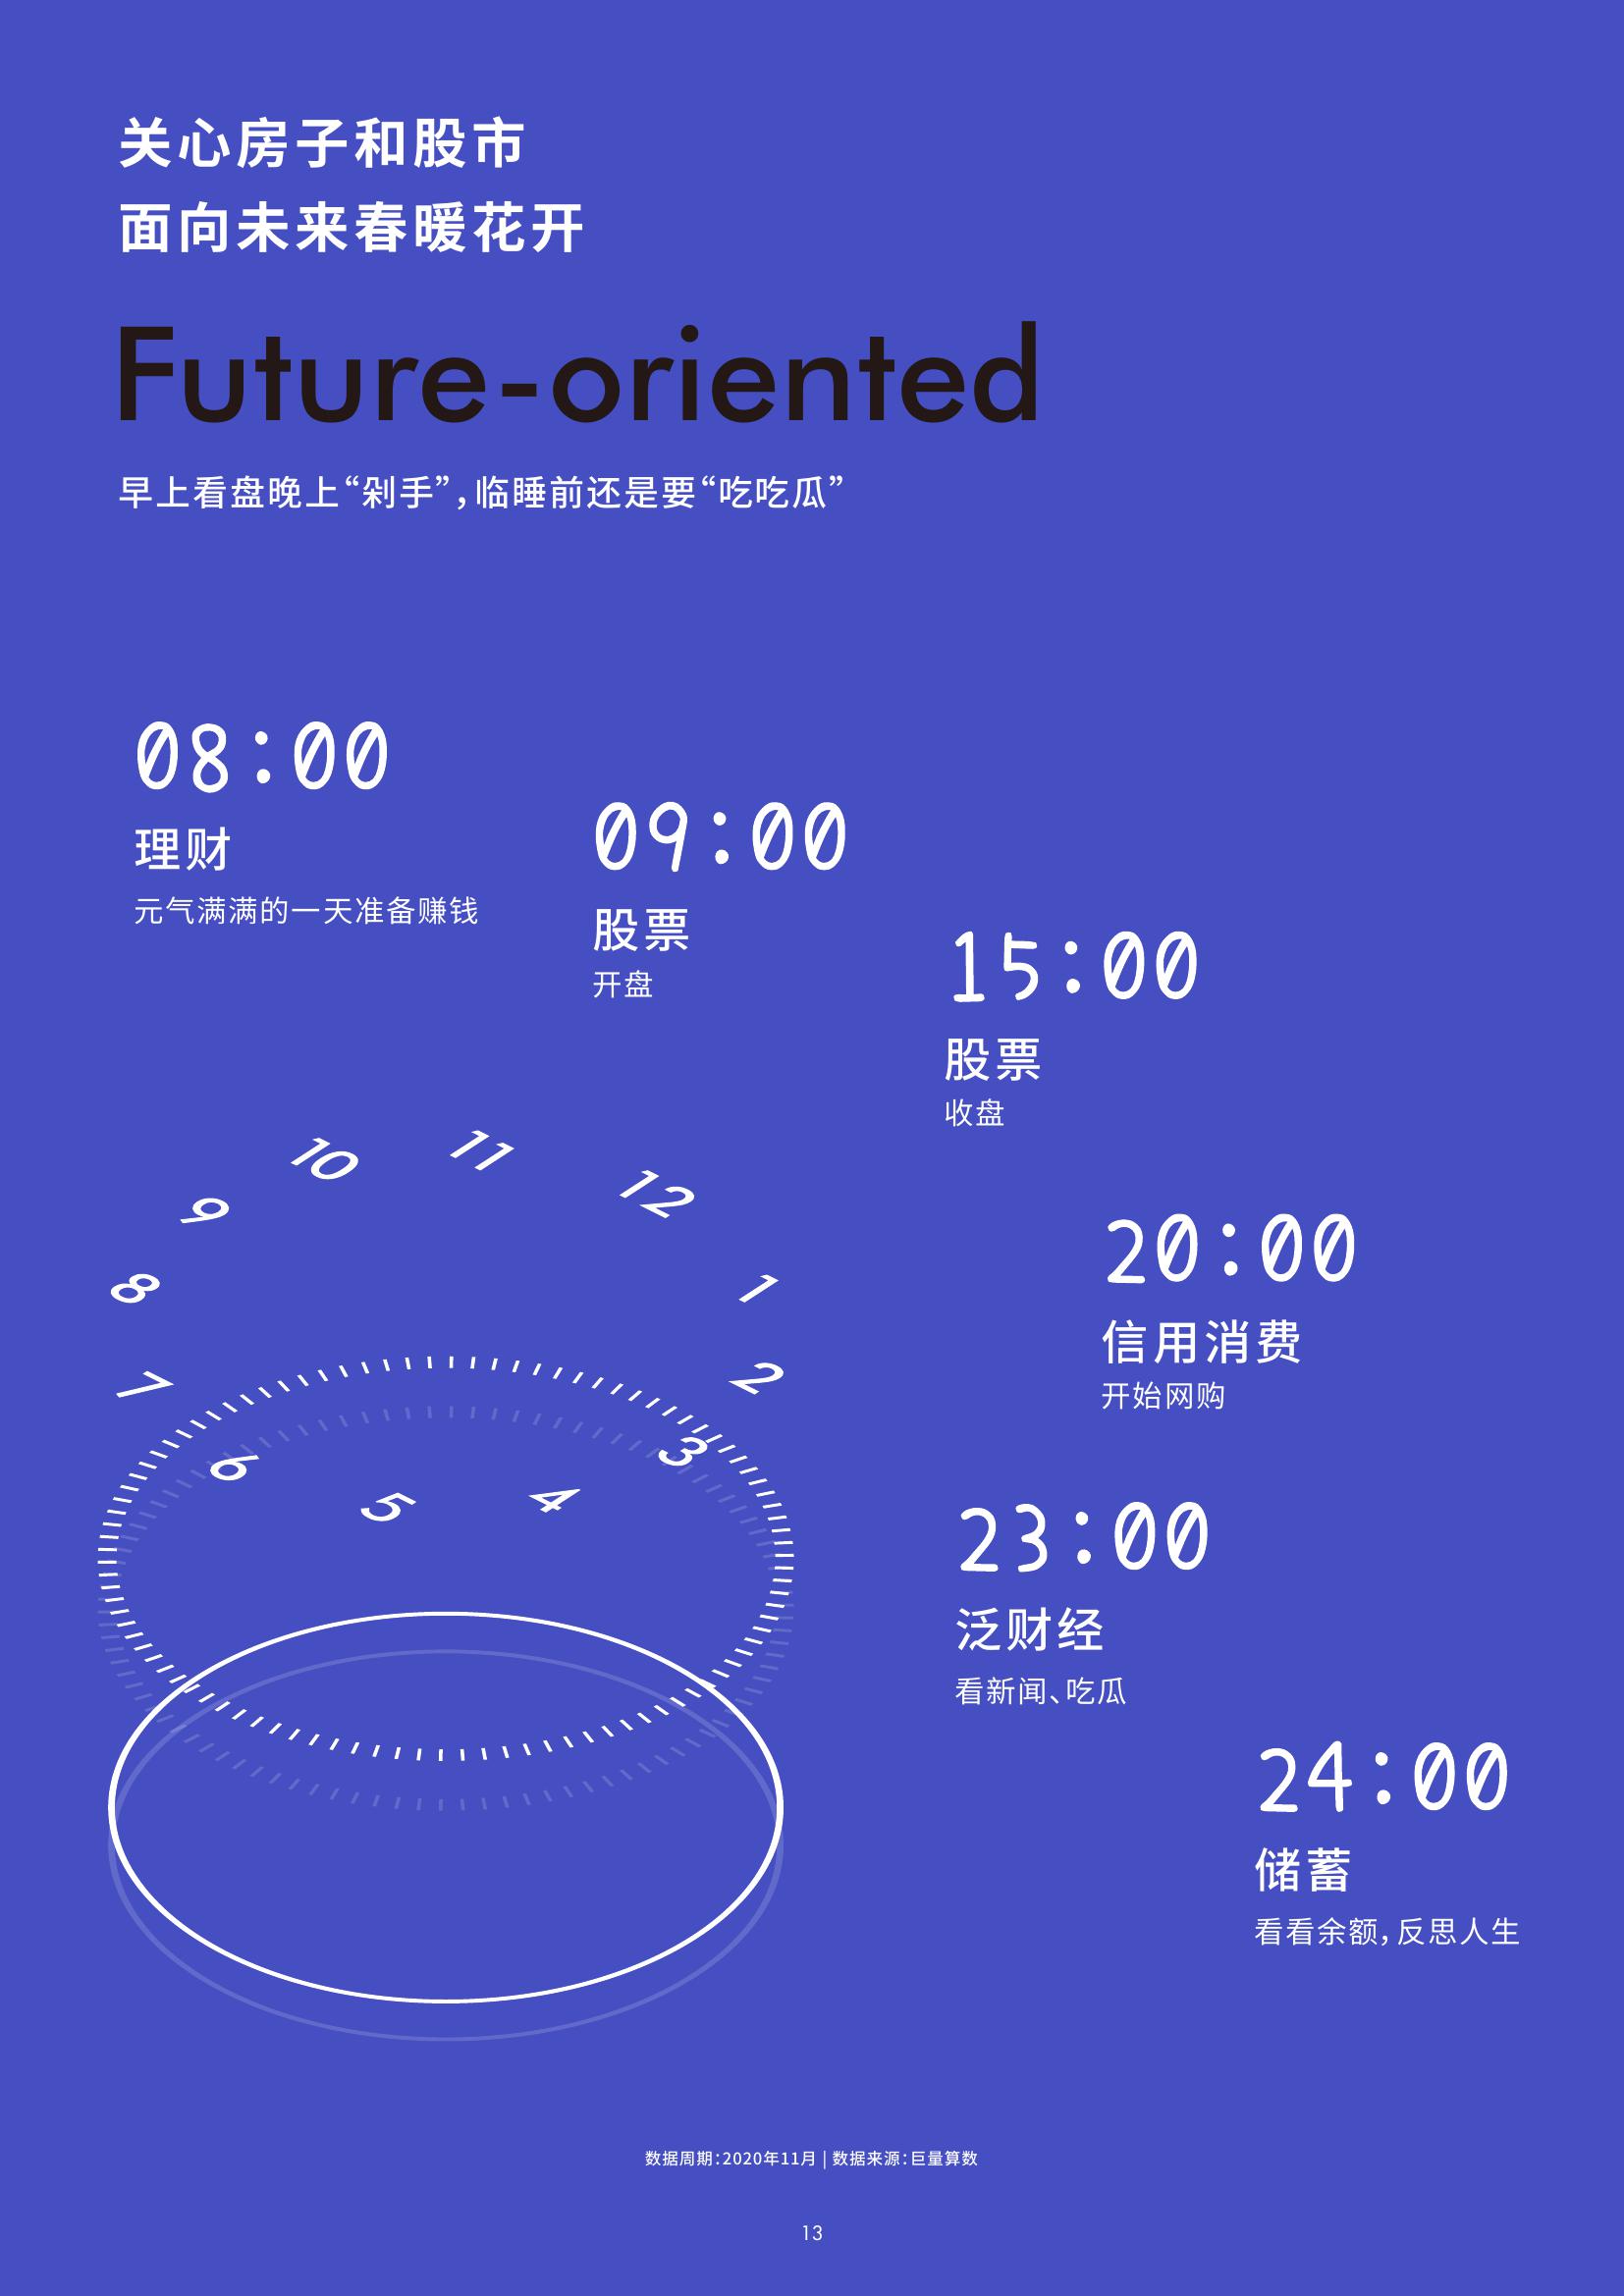 关心房子和股市
面向未来春暖花开
Future-oriented
早上看盘晚上“剁手”，临睡前还是要“吃吃瓜”
08:00
理财
元气满满的一天准备赚钱
09:00
股票
开盘
15:00
股票
收盘
10
11
12
9
8
1
7
2
6
3
5
4
20:00
信用消费
开始网购
23:00
泛财经
看新闻、吃瓜
24:00
储蓄
看看余额，反思人生
数据周期：2020年11月 | 数据来源：巨量算数
13